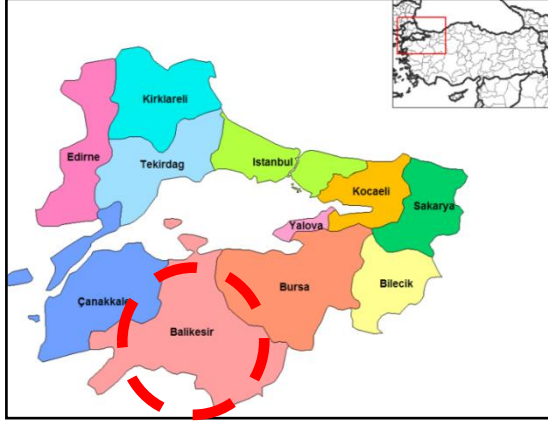 Kirklareli
Edirne
Tekirdag
Istanbul
Kocaeli
Sakarya
Yalova
Çanakkale
Bursa
Bilecik
Balikesir